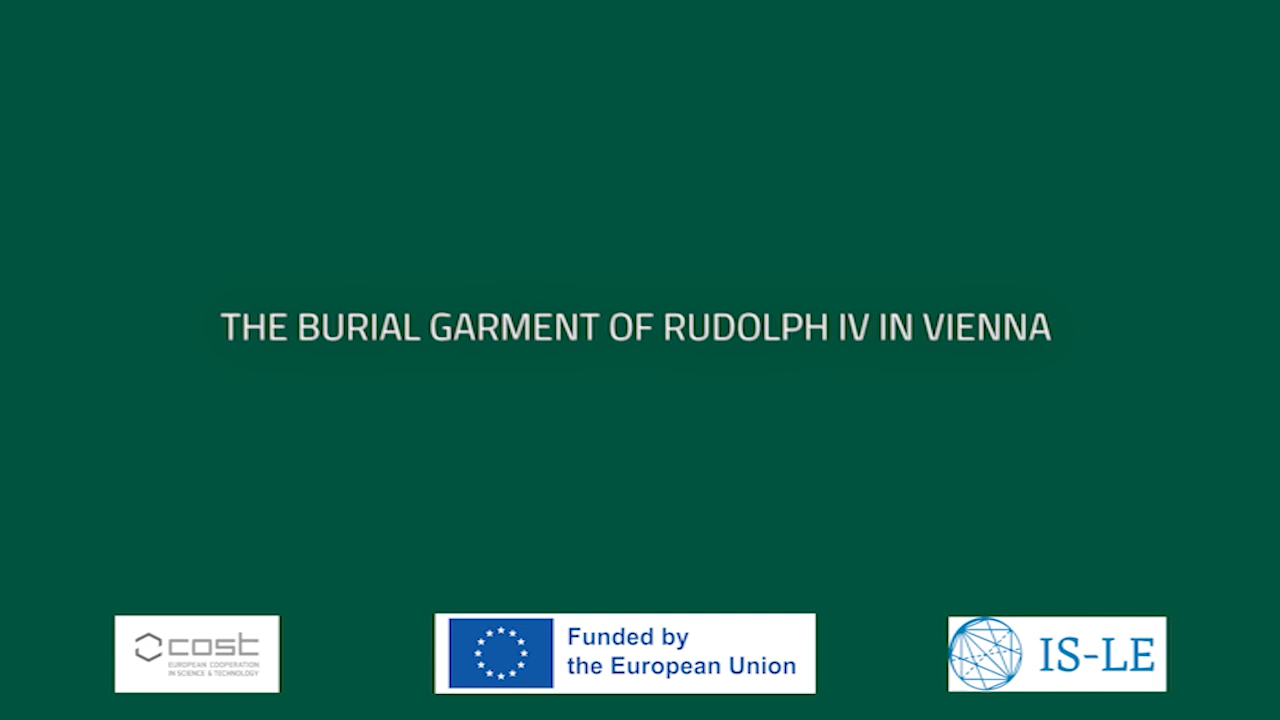 THE BURIAL GARMENT OF RUDOLPH IV IN VIENNA
cost
EUROPEAN COOPERATION
IN SCIENCE & TECHNOLOGY
Funded by
the European Union
IS-LE